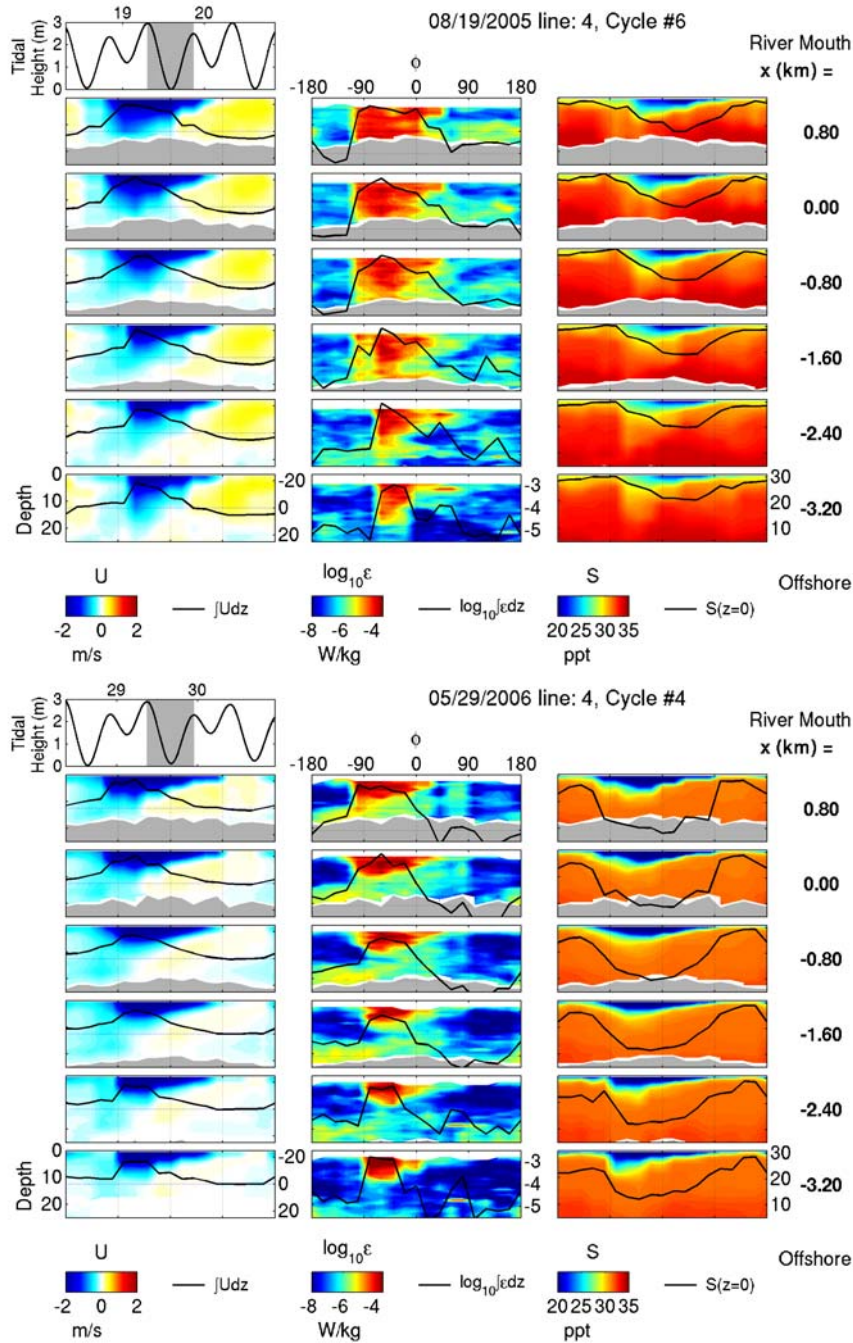 08/19/2005 line: 4, Cycle #6
19 20
River Mouth
x (km) =
Tidal
Height (m)
3
2
1
0
ϕ
-180 -90 0 90 180
0.80
0.00
-0.80
-1.60
-2.40
-3.20
Depth
0
10
20
-20
0
20
-3
-4
-5
30
20
10
Offshore
U
-2 0 2
m/s
∫Udz
log10ε
-8 -6 -4
W/kg
log10∫εdz
S
20 25 30 35
ppt
S(z=0)
05/29/2006 line: 4, Cycle #4
29 30
River Mouth
x (km) =
Tidal
Height (m)
3
2
1
0
ϕ
-180 -90 0 90 180
0.80
0.00
-0.80
-1.60
-2.40
-3.20
Depth
0
10
20
-20
0
20
-3
-4
-5
30
20
10
Offshore
U
-2 0 2
m/s
∫Udz
log10ε
-8 -6 -4
W/kg
log10∫εdz
S
20 25 30 35
ppt
S(z=0)